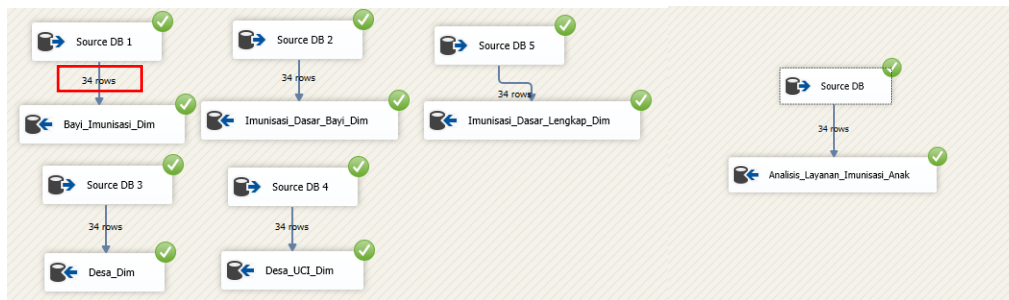 Source DB 1
34 rows
Bayi_Imunisasi_Dim
Source DB 2
34 rows
Imunisasi_Dasar_Bayi_Dim
Source DB 5
34 rows
Imunisasi_Dasar_Lengkap_Dim
Source DB
34 rows
Analisis_Layanan_Imunisasi_Anak
Source DB 3
34 rows
Desa_Dim
Source DB 4
34 rows
Desa_UCI_Dim